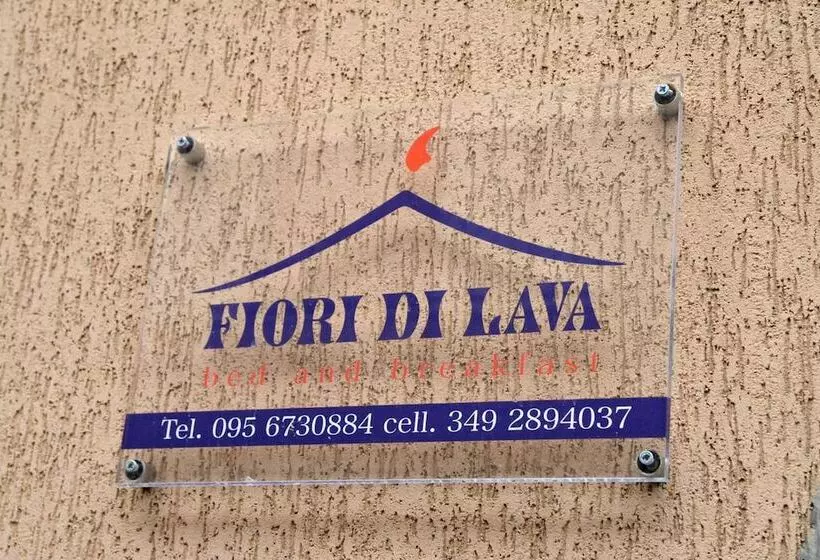 FIORI DI LAVA
bed and breakfast
Tel. 095 6730884 cell. 349 2894037